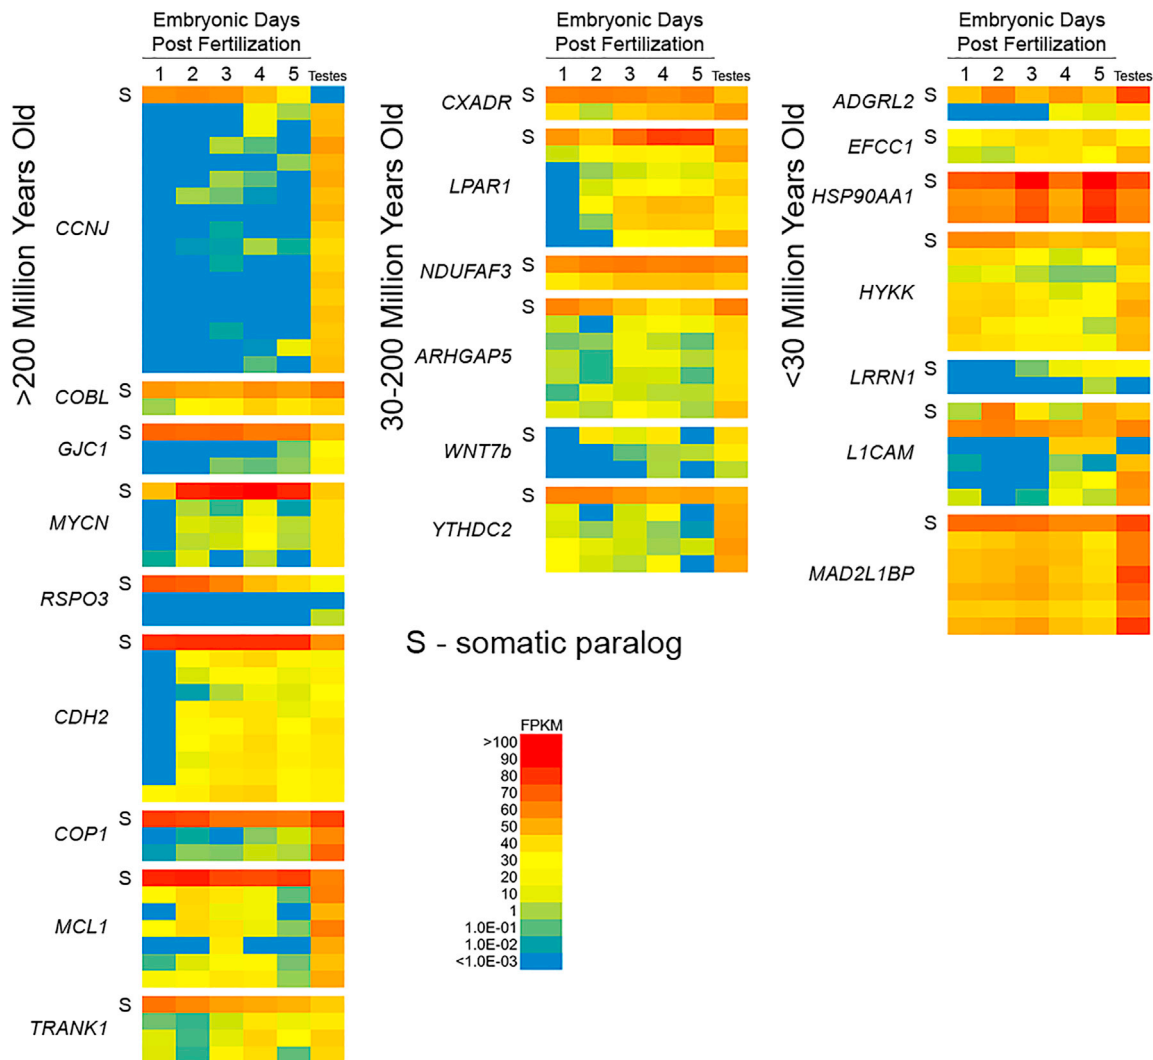 Embryonic Days
Post Fertilization
1 2 3 4 5 Testes
>200 Million Years Old
S
CCNJ
S
COBL
S
GJC1
S
MYCN
S
RSPO3
S
CDH2
S
COP1
S
MCL1
S
TRANK1
Embryonic Days
Post Fertilization
1 2 3 4 5 Testes
30-200 Million Years Old
S
CXADR
S
LPAR1
S
NDUFAF3
S
ARHGAP5
S
WNT7b
S
YTHDC2
Embryonic Days
Post Fertilization
1 2 3 4 5 Testes
<30 Million Years Old
S
ADGRL2
S
EFCC1
S
HSP90AA1
S
HYKK
S
LRRN1
S
L1CAM
S
MAD2L1BP
S - somatic paralog
FPKM
>100
90
80
70
60
50
40
30
20
10
1
1.0E-01
1.0E-02
<1.0E-03